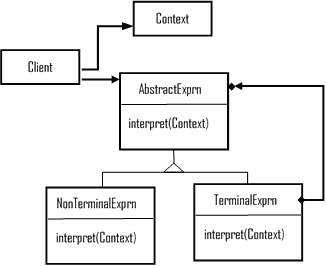 Context
Client
AbstractExprn
interpret(Context)
NonTerminalExprn
interpret(Context)
TerminalExprn
interpret(Context)